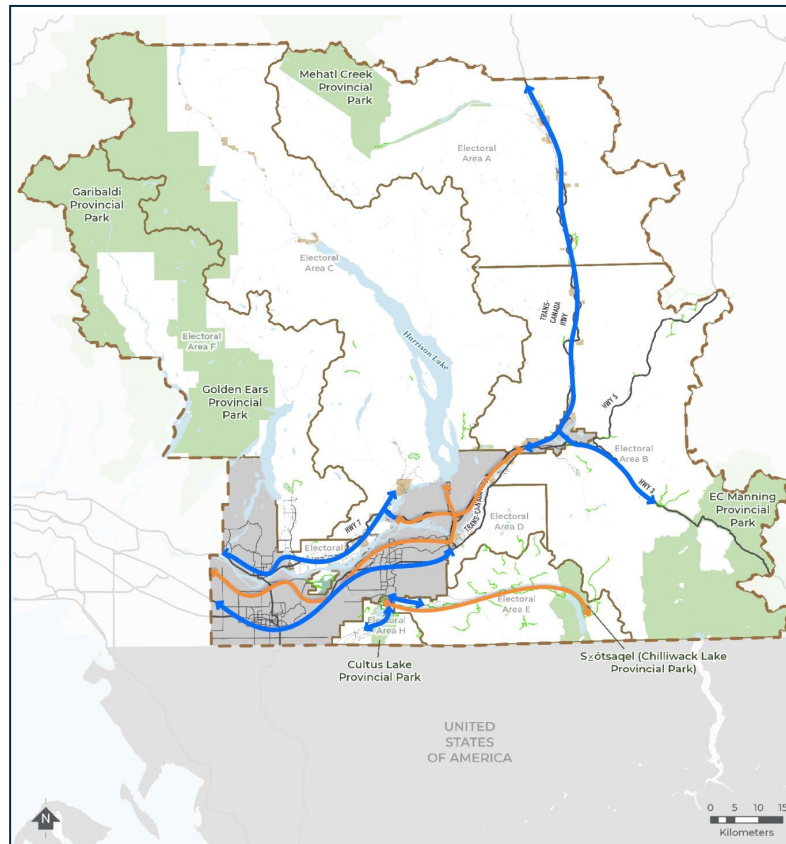 Mehatl Creek
Provincial
Park
Electoral
Area A
Garibaldi
Provincial
Park
Electoral
Area C
TRANS-
CANADA
HWY
Harrison Lake
HWY 5
Electoral
Area F
Golden Ears
Provincial
Park
Electoral
Area B
HWY 3
EC Manning
Provincial
Park
HWY 7
TRANS-CANADA
Electoral
Area D
Electoral
Electoral
Area E
Electoral
Area H
Cultus Lake
Provincial Park
Sx̱ótsaqel (Chilliwack Lake
Provincial Park)
UNITED
STATES
OF AMERICA
N
0 5 10 15
Kilometers